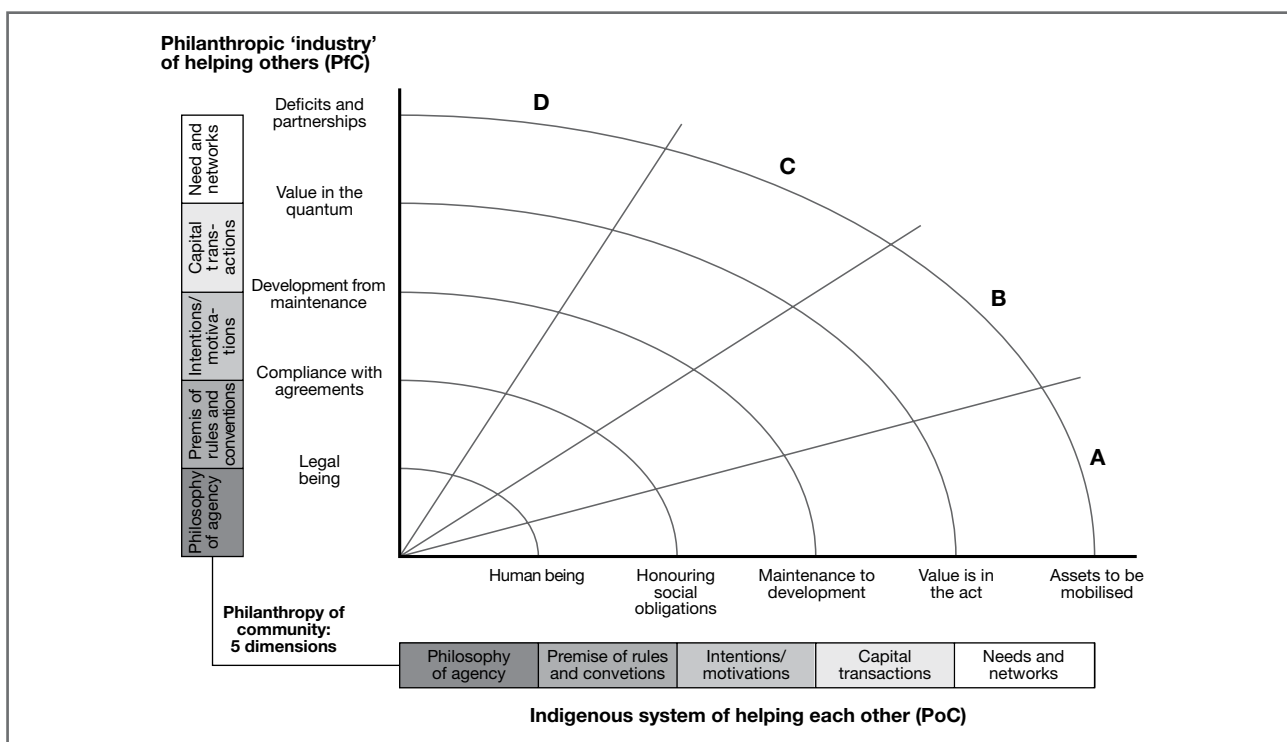 Philanthropic ‘industry’
of helping others (PfC)
Deficits and
partnerships
Value in the
quantum
Development from
maintenance
Compliance with
agreements
Legal
being
Need and
networks
Capital
trans-
actions
Intentions/
motiva-
tions
Premis of
rules and
conventions
Philosophy
of agency
D
C
B
A
Human being
Honouring
social
obligations
Maintenance to
development
Value is in
the act
Assets to be
mobilised
Philanthropy of
community:
5 dimensions
Philosophy
of agency
Premise of rules
and convetions
Intentions/
motivations
Capital
transactions
Needs and
networks
Indigenous system of helping each other (PoC)